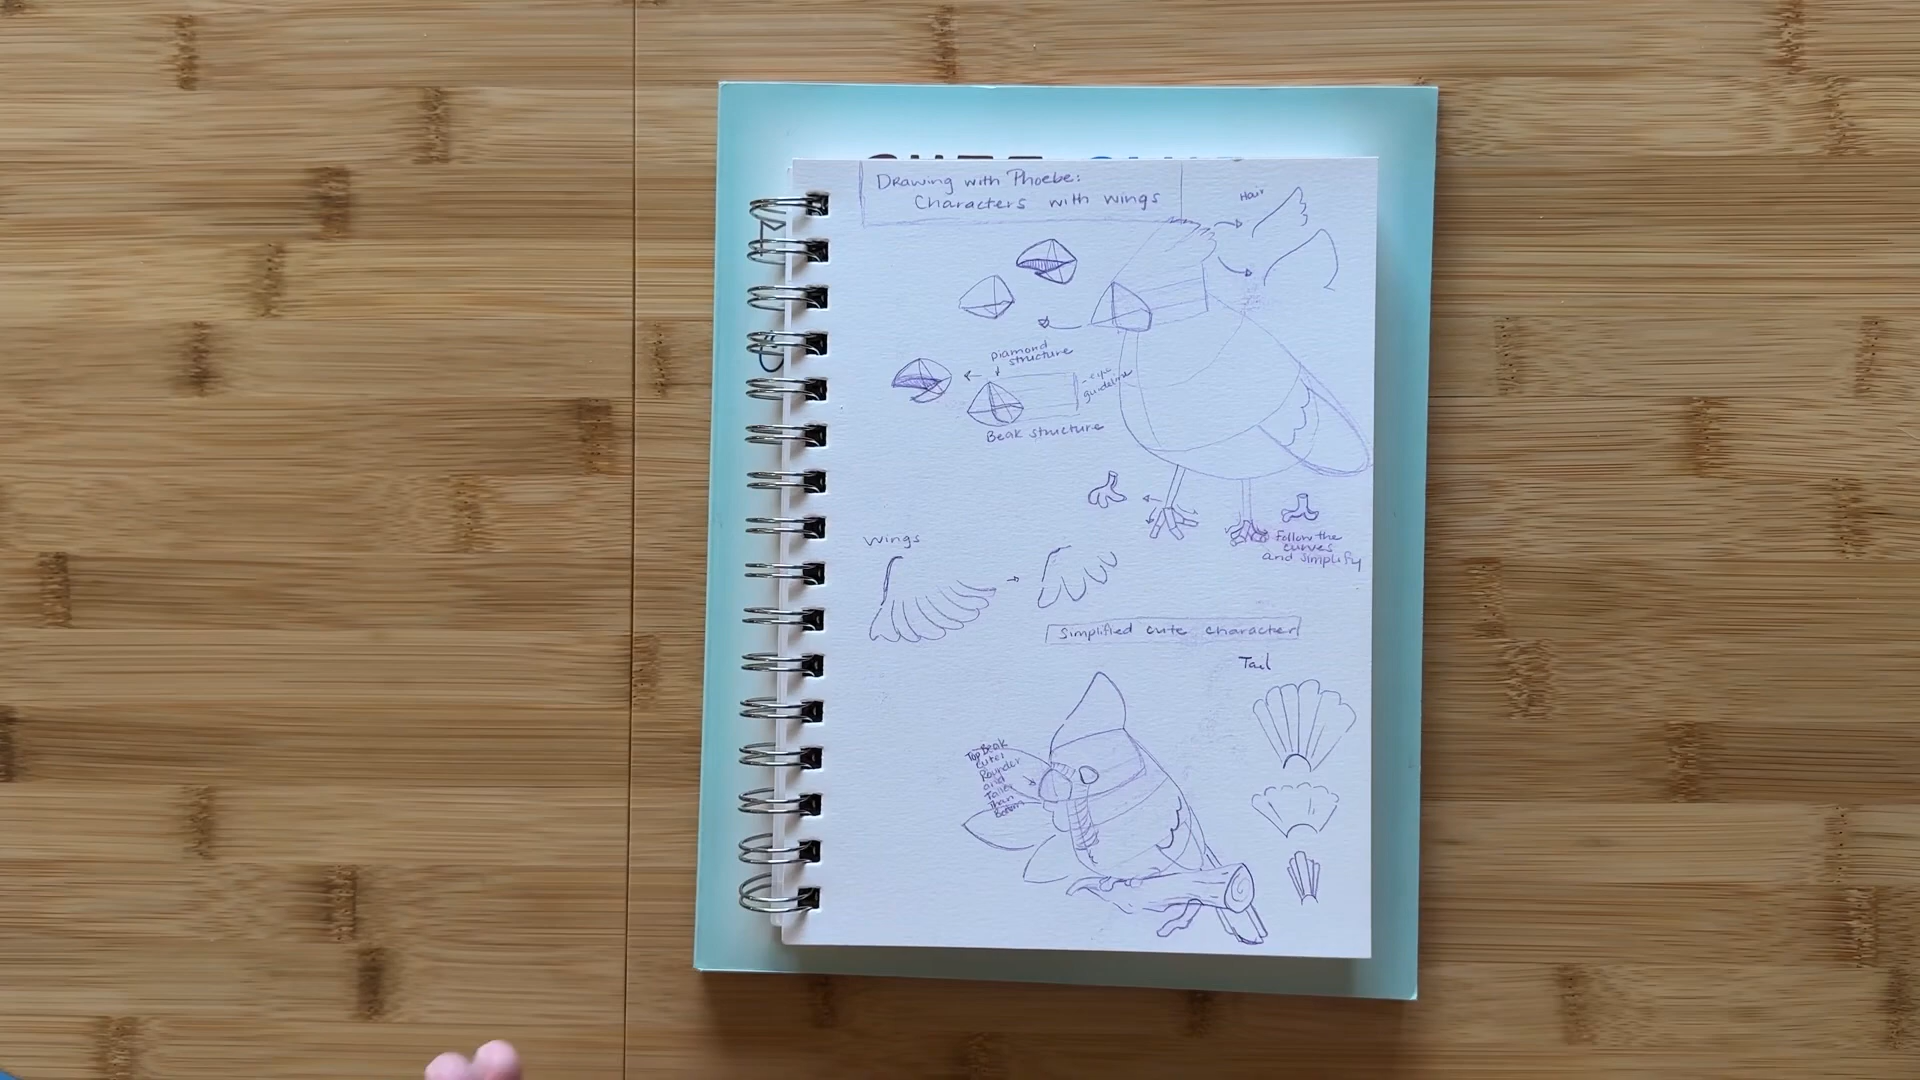 Drawing with Phoebe:
Characters with wings
Hair
Diamond
structure
- eye
guideline
Beak structure
Follow the
curves
and simplify
Wings
Simplified cute character
Tail
Top Beak
Rounder
and
Taller
Than
Bottom